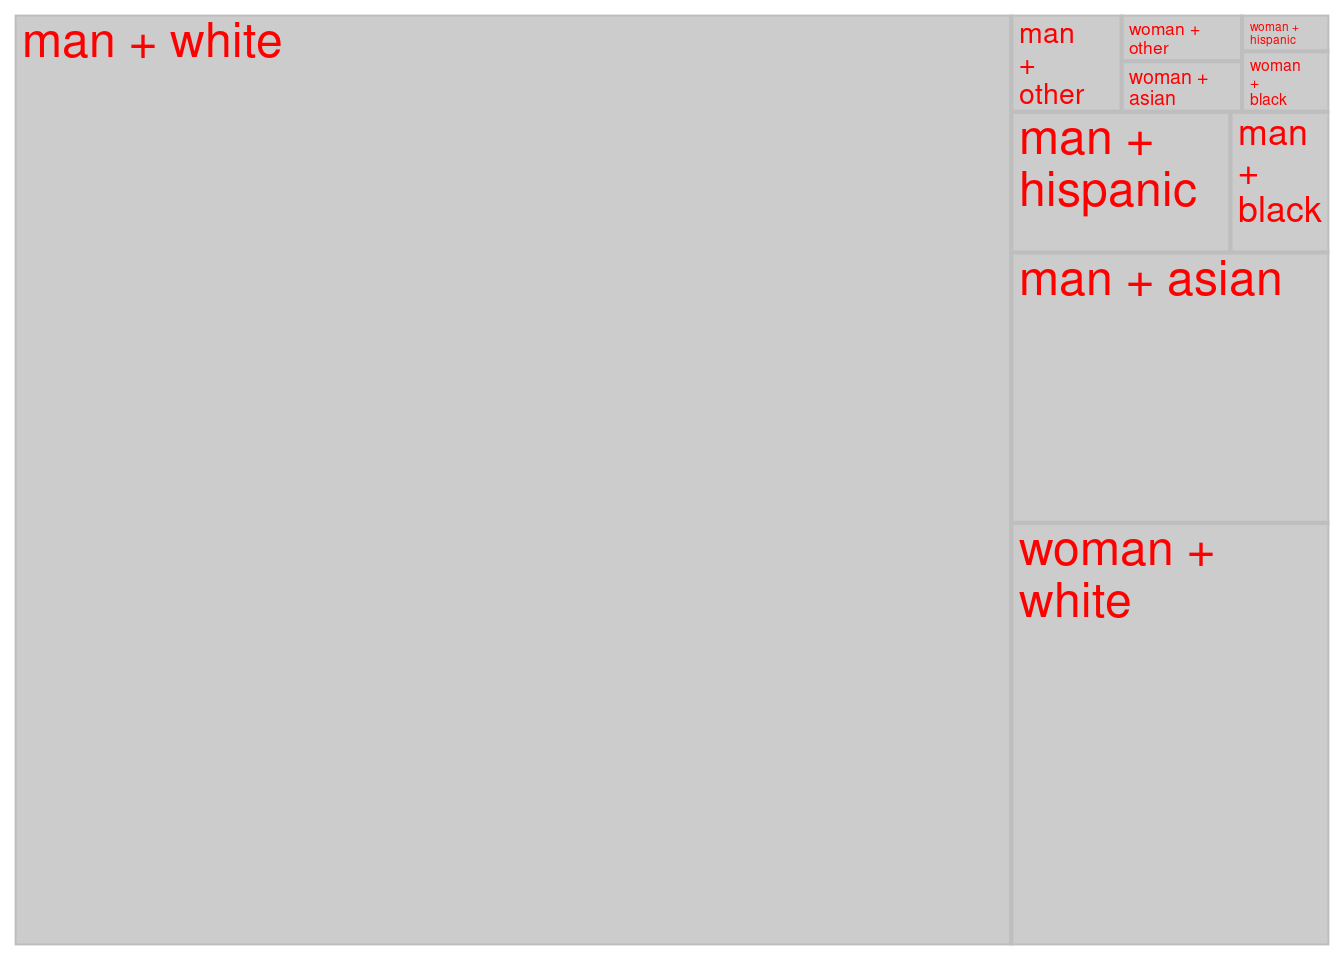 man + white
man
+
other
woman +
other
woman +
asian
woman +
hispanic
woman
+
black
man +
hispanic
man
+
black
man + asian
woman +
white